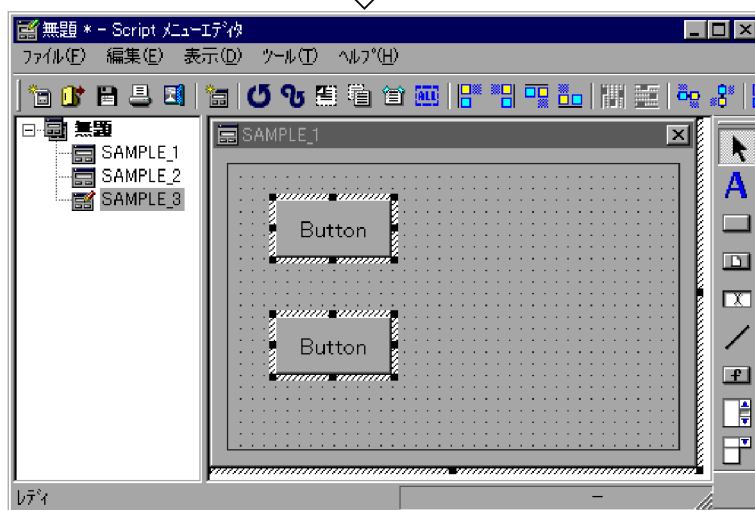 無題 * - Script ﾒﾆｭｰｴﾃﾞｨﾀ
ﾌｧｲﾙ(F) 編集(E) 表示(D) ﾂｰﾙ(T) ﾍﾙﾌﾟ(H)
ALL
無題
SAMPLE_1
SAMPLE_2
SAMPLE_3
SAMPLE_1
Button
Button
A
f
ﾚﾃﾞｨ